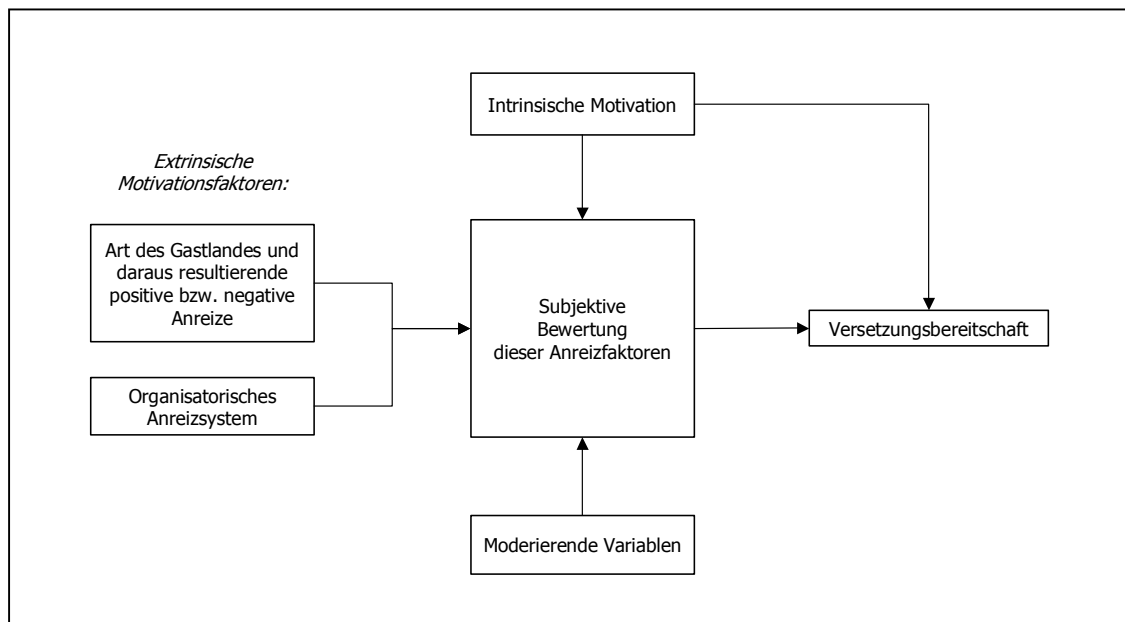 Intrinsische Motivation
Extrinsische
Motivationsfaktoren:
Art des Gastlandes und
daraus resultierende
positive bzw. negative
Anreize
Subjektive
Bewertung
dieser Anreizfaktoren
Versetzungsbereitschaft
Organisatorisches
Anreizsystem
Moderierende Variablen